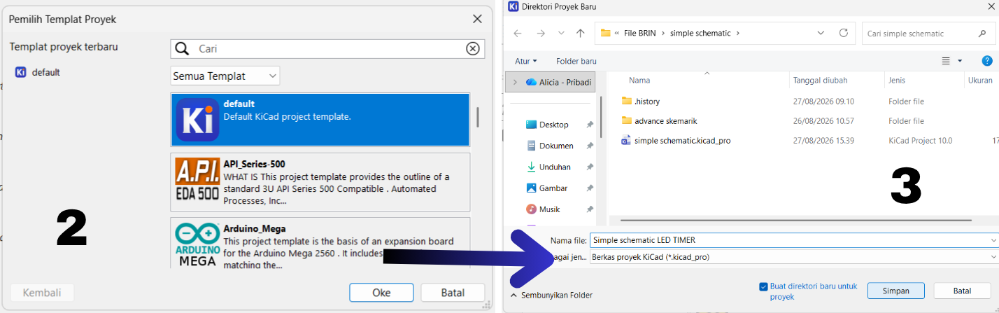 Pemilih Templat Proyek
Templat proyek terbaru
default
Cari
Semua Templat
default
Default KiCad project template.
API_Series-500
WHAT IS This project template provides the outline of a
standard 3U API Series 500 Compatible . Automated
Processes, Inc...
A.P.I.
EDA 500
Arduino_Mega
This project template is the basis of an expansion board
for the Arduino Mega 2560 . It includes
matching the...
ARDUINO
MEGA
2
Kembali
Oke
Batal
Direktori Proyek Baru
« File BRIN › simple schematic ›
Cari simple schematic
Atur
Folder baru
Alicia - Pribadi
Desktop
Dokumen
Unduhan
Gambar
Musik
Nama Tanggal diubah Jenis Ukuran
.history 27/08/2026 09.10 Folder file
advance skemarik 26/08/2026 10.57 Folder file
simple schematic.kicad_pro 27/08/2026 15.39 KiCad Project 10.0 17
3
Nama file: Simple schematic LED TIMER
agai jen... Berkas proyek KiCad (*.kicad_pro)
Sembunyikan Folder
Buat direktori baru untuk
proyek
Simpan
Batal